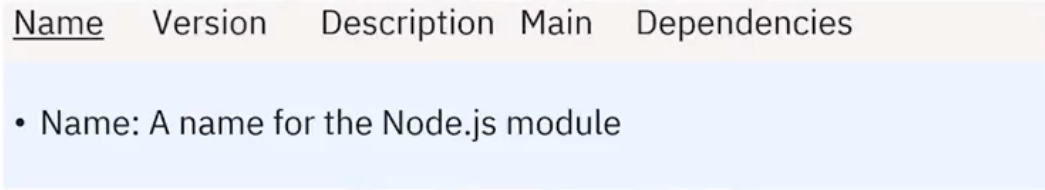 Name Version Description Main Dependencies
• Name: A name for the Node.js module